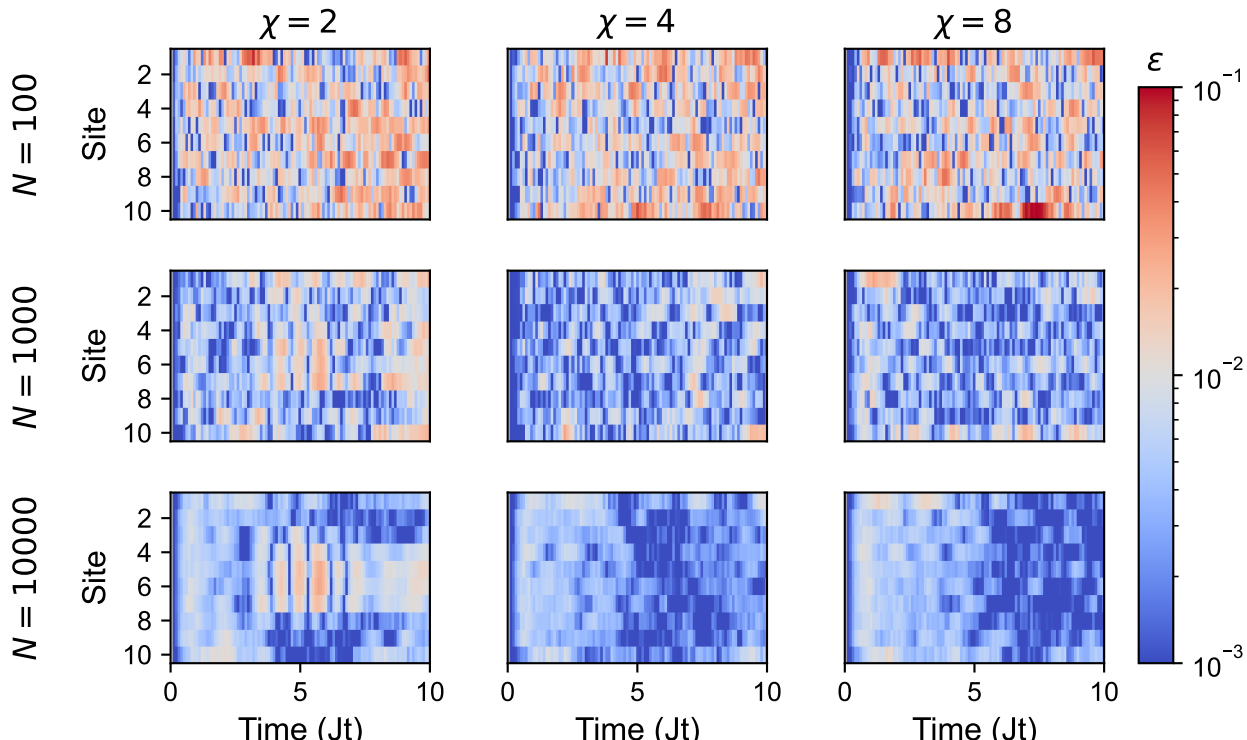 χ = 2
χ = 4
χ = 8
N = 100
Site
2
4
6
8
10
ε
10⁻¹
10⁻²
10⁻³
N = 1000
Site
2
4
6
8
10
N = 10000
Site
2
4
6
8
10
0 5 10
0 5 10
0 5 10
Time (Jt)
Time (Jt)
Time (Jt)